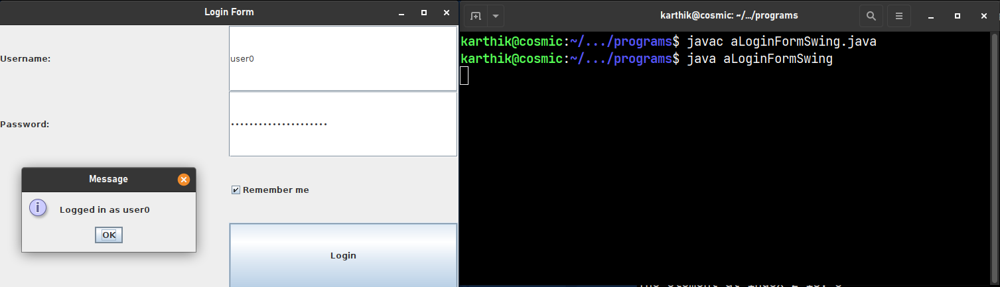 Login Form
Username:
user0
Password:
•••••••••••••••••••••
Message
Logged in as user0
OK
Remember me
Login
karthik@cosmic: ~/.../programs
karthik@cosmic:~/.../programs$ javac aLoginFormSwing.java
karthik@cosmic:~/.../programs$ java aLoginFormSwing